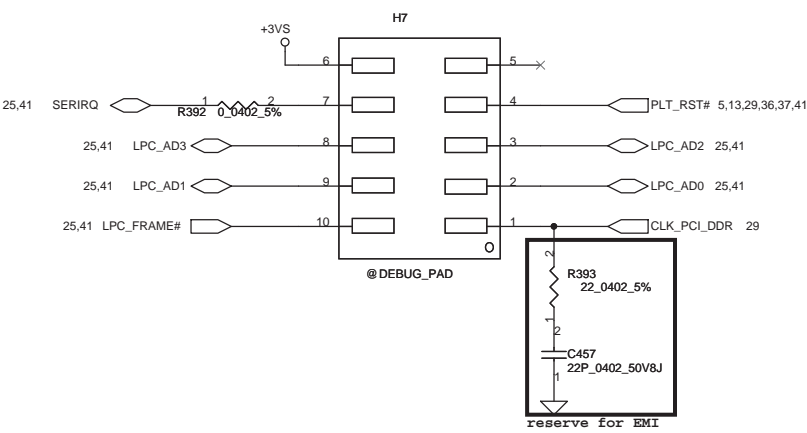 H7
+3VS
6 5
25,41 SERIRQ 1 2 7 4 PLT_RST# 5,13,29,36,37,41
R392 0_0402_5%
25,41 LPC_AD3 8 3 LPC_AD2 25,41
25,41 LPC_AD1 9 2 LPC_AD0 25,41
25,41 LPC_FRAME# 10 1 CLK_PCI_DDR 29
@DEBUG_PAD
2
R393
22_0402_5%
1
2
C457
22P_0402_50V8J
1
reserve for EMI